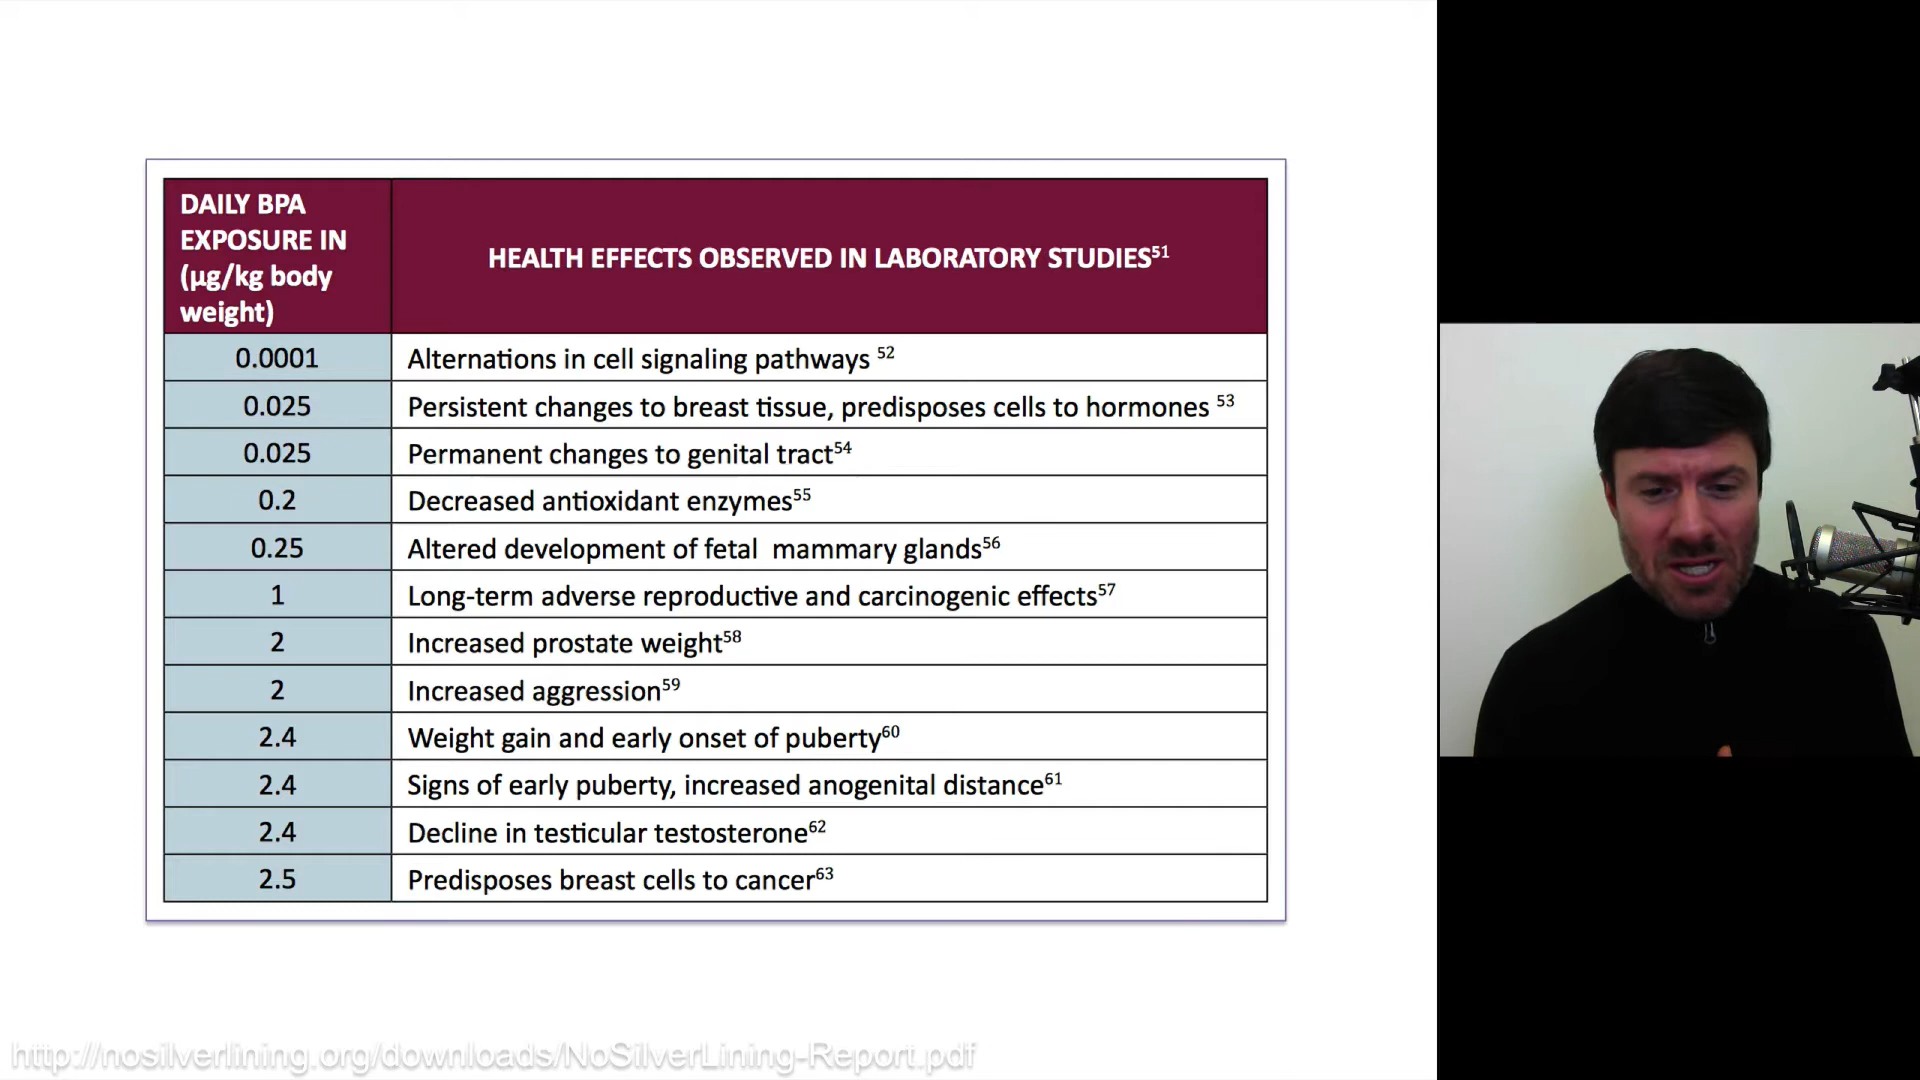 DAILY BPA
EXPOSURE IN
(µg/kg body
weight)
HEALTH EFFECTS OBSERVED IN LABORATORY STUDIES51
0.0001 Alternations in cell signaling pathways 52
0.025 Persistent changes to breast tissue, predisposes cells to hormones 53
0.025 Permanent changes to genital tract54
0.2 Decreased antioxidant enzymes55
0.25 Altered development of fetal mammary glands56
1 Long-term adverse reproductive and carcinogenic effects57
2 Increased prostate weight58
2 Increased aggression59
2.4 Weight gain and early onset of puberty60
2.4 Signs of early puberty, increased anogenital distance61
2.4 Decline in testicular testosterone62
2.5 Predisposes breast cells to cancer63
http://nosilverlining.org/downloads/NoSilverLining-Report.pdf